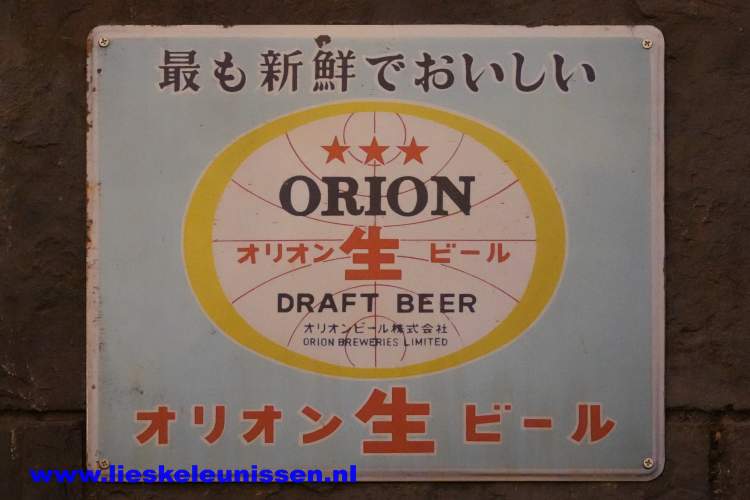 最も新鮮でおいしい
ORION
オリオン生ビール
DRAFT BEER
オリオンビール株式会社
ORION BREWERIES LIMITED
オリオン生ビール
www.lieskeleunissen.nl